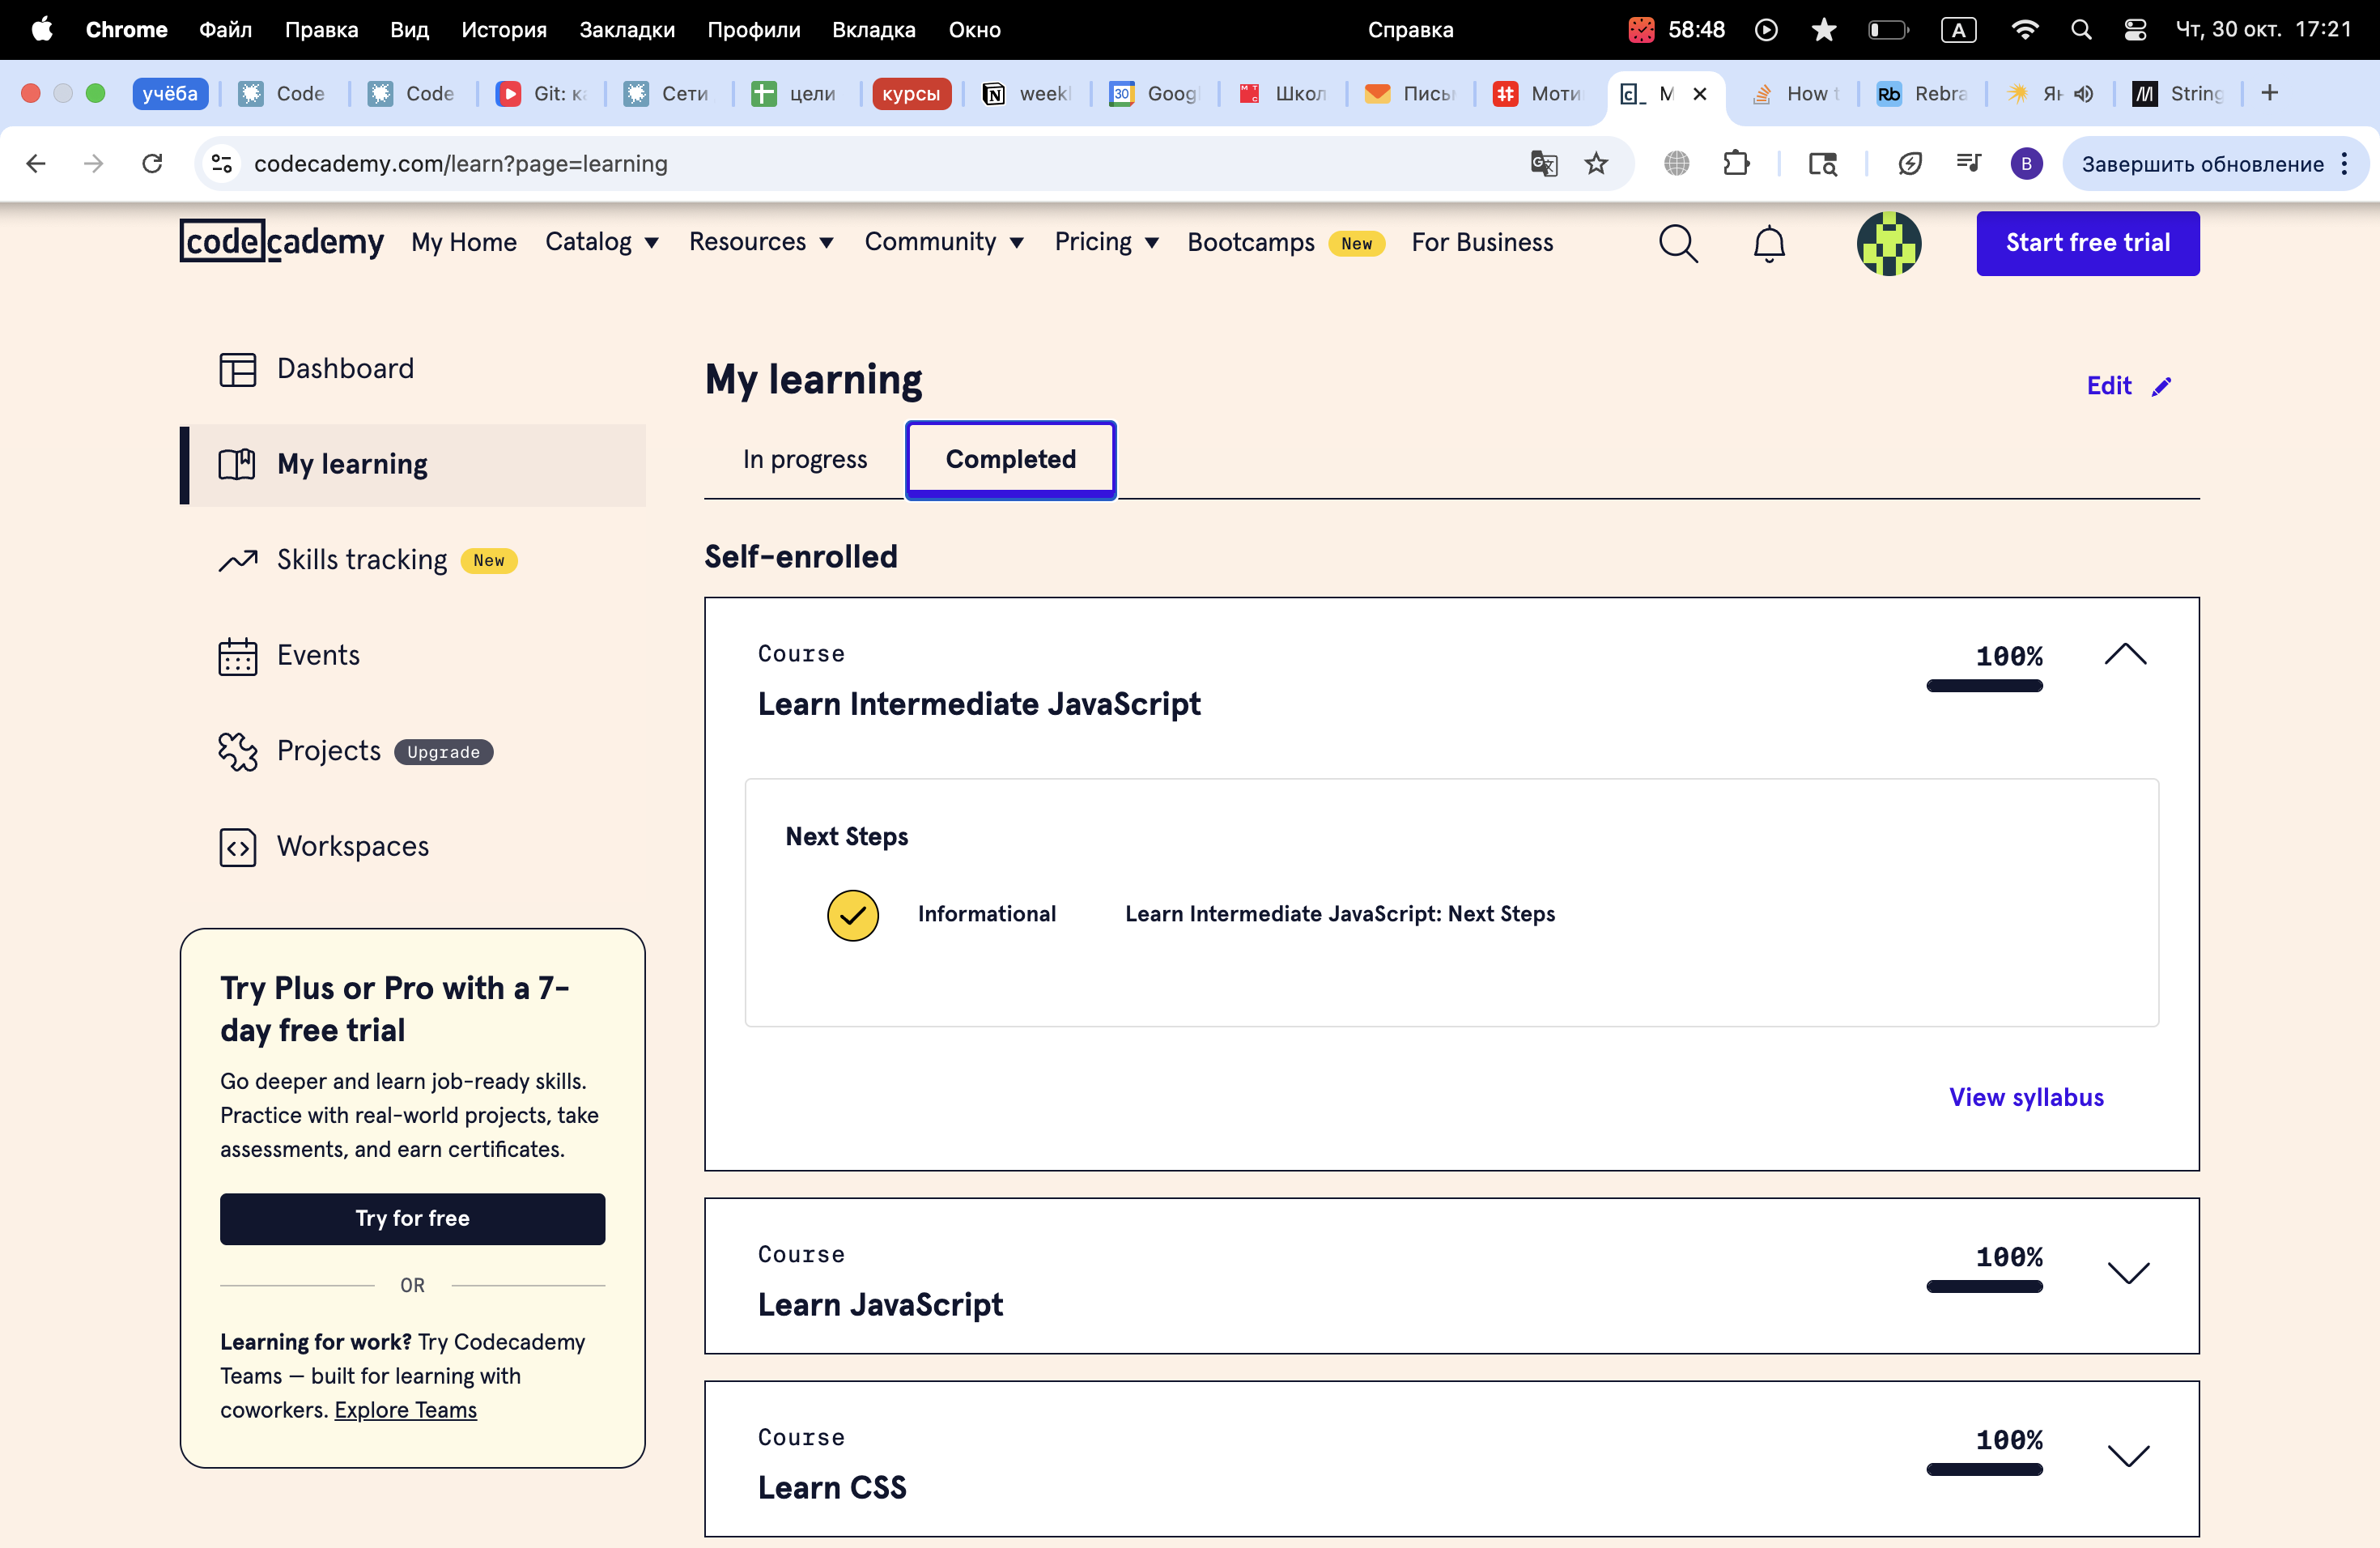 Chrome Файл Правка Вид История Закладки Профили Вкладка Окно Справка 58:48 A Чт, 30 окт. 17:21
учёба Code Code Git: Сети цели курсы week 30 Goog МТС Школ Пись Моти c_ How t Rb Rebra Ян String
codecademy.com/learn?page=learning B Завершить обновление
codecademy My Home Catalog Resources Community Pricing Bootcamps New For Business Start free trial
Dashboard
My learning
Skills tracking New
Events
Projects Upgrade
Workspaces
Try Plus or Pro with a 7-
day free trial
Go deeper and learn job-ready skills.
Practice with real-world projects, take
assessments, and earn certificates.
Try for free
OR
Learning for work? Try Codecademy
Teams — built for learning with
coworkers. Explore Teams
My learning
Edit
In progress Completed
Self-enrolled
Course
100%
Learn Intermediate JavaScript
Next Steps
Informational Learn Intermediate JavaScript: Next Steps
View syllabus
Course
100%
Learn JavaScript
Course
100%
Learn CSS